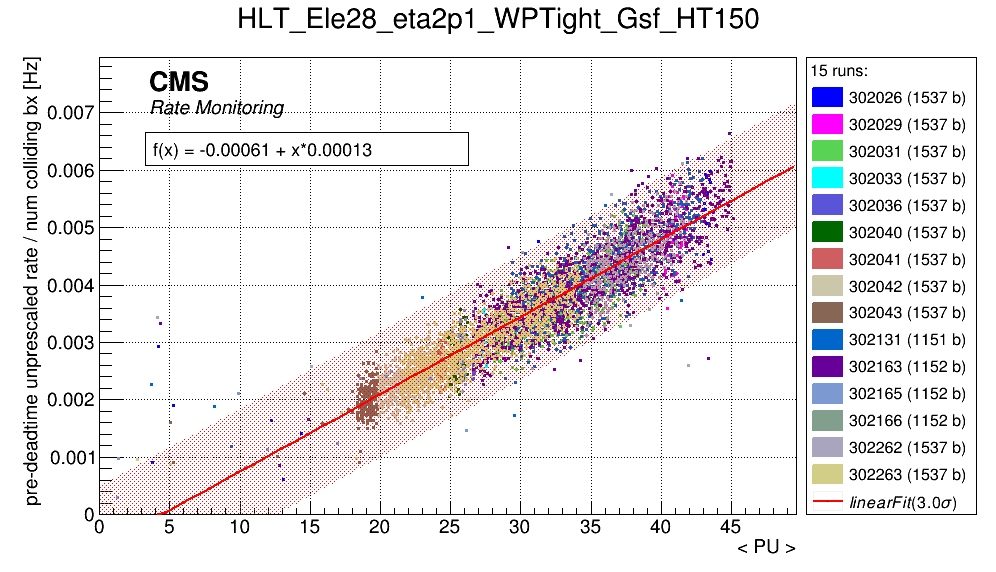 HLT_Ele28_eta2p1_WPTight_Gsf_HT150
pre-deadtime unprescaled rate / num colliding bx [Hz]
CMS
Rate Monitoring
f(x) = -0.00061 + x*0.00013
0.007
0.006
0.005
0.004
0.003
0.002
0.001
0
0 5 10 15 20 25 30 35 40 45
< PU >
15 runs:
302026 (1537 b)
302029 (1537 b)
302031 (1537 b)
302033 (1537 b)
302036 (1537 b)
302040 (1537 b)
302041 (1537 b)
302042 (1537 b)
302043 (1537 b)
302131 (1151 b)
302163 (1152 b)
302165 (1152 b)
302166 (1152 b)
302262 (1537 b)
302263 (1537 b)
linearFit(3.0σ)